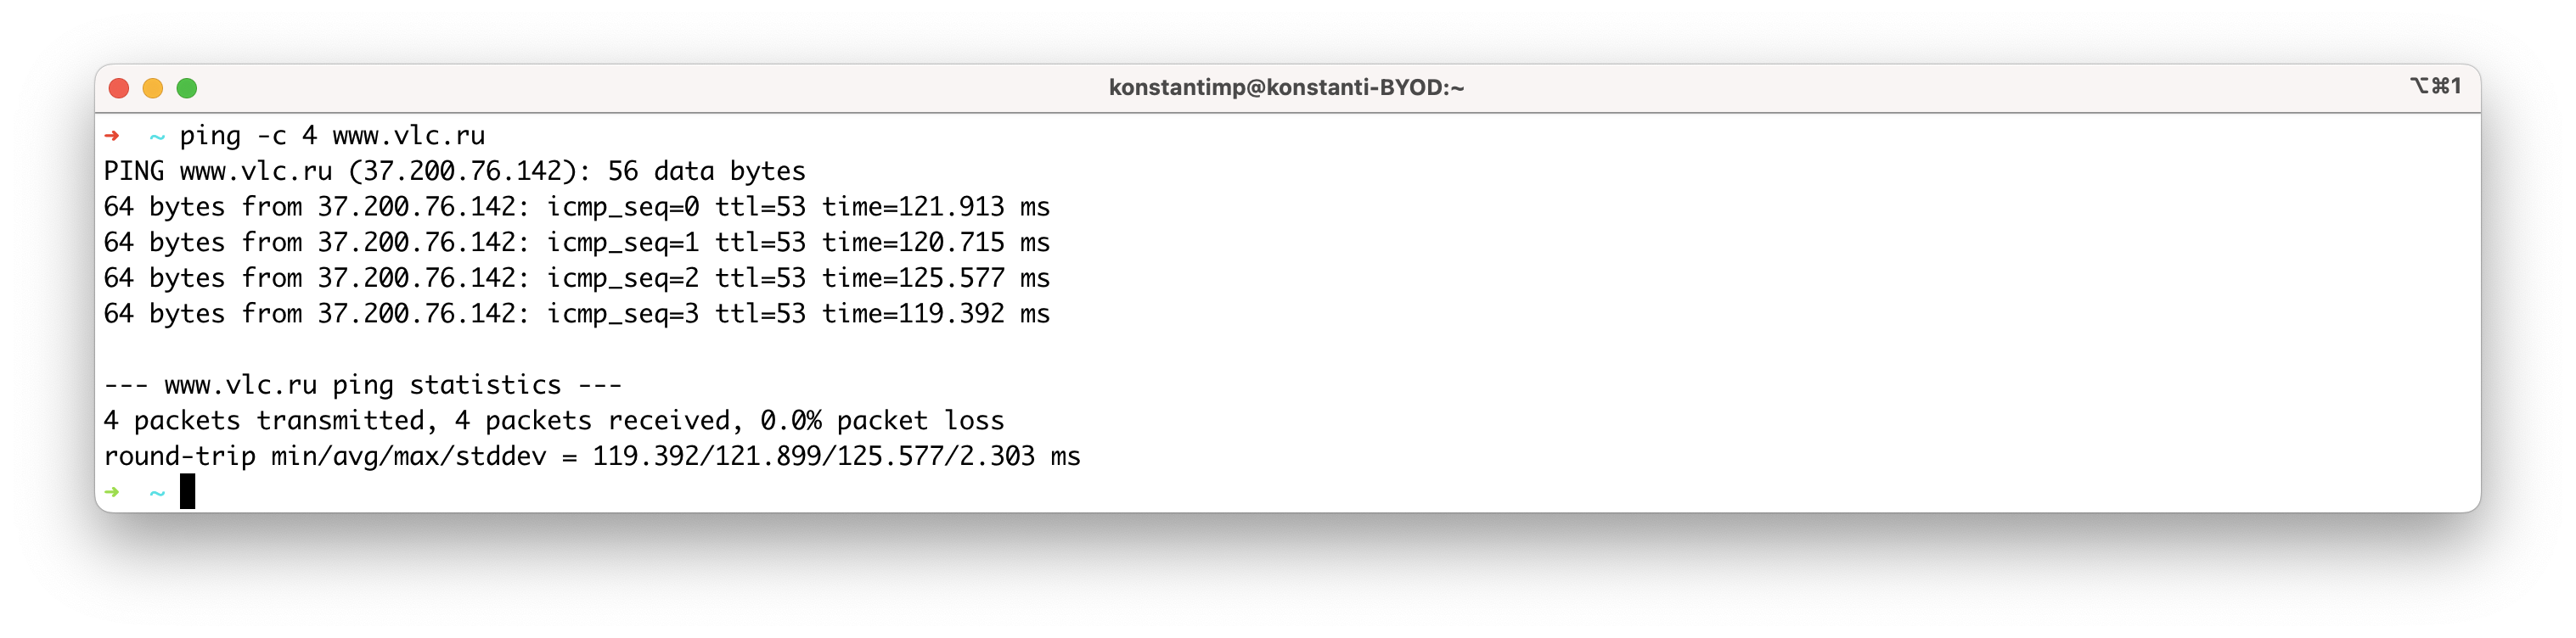 konstantimp@konstanti-BYOD:~
⌥⌘1
➜ ~ ping -c 4 www.vlc.ru
PING www.vlc.ru (37.200.76.142): 56 data bytes
64 bytes from 37.200.76.142: icmp_seq=0 ttl=53 time=121.913 ms
64 bytes from 37.200.76.142: icmp_seq=1 ttl=53 time=120.715 ms
64 bytes from 37.200.76.142: icmp_seq=2 ttl=53 time=125.577 ms
64 bytes from 37.200.76.142: icmp_seq=3 ttl=53 time=119.392 ms
--- www.vlc.ru ping statistics ---
4 packets transmitted, 4 packets received, 0.0% packet loss
round-trip min/avg/max/stddev = 119.392/121.899/125.577/2.303 ms
➜ ~